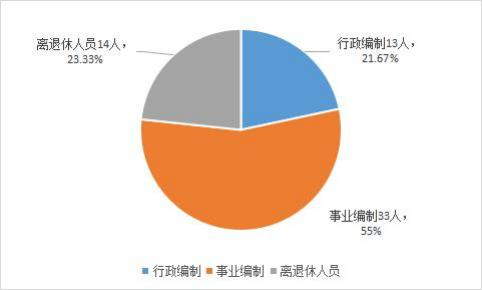 离退休人员14人，
23.33%
行政编制13人，
21.67%
事业编制33人，
55%
行政编制 事业编制 离退休人员